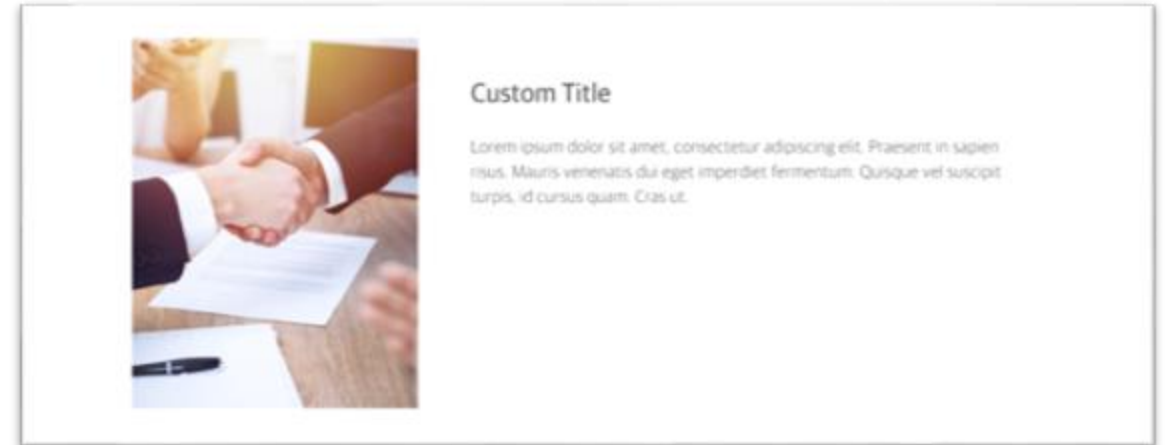 Custom Title
Lorem ipsum dolor sit amet, consectetur adipiscing elit. Praesent in sapien
risus. Mauris venenatis dui eget imperdiet fermentum. Quisque vel suscipit
turpis, id cursus quam. Cras ut.